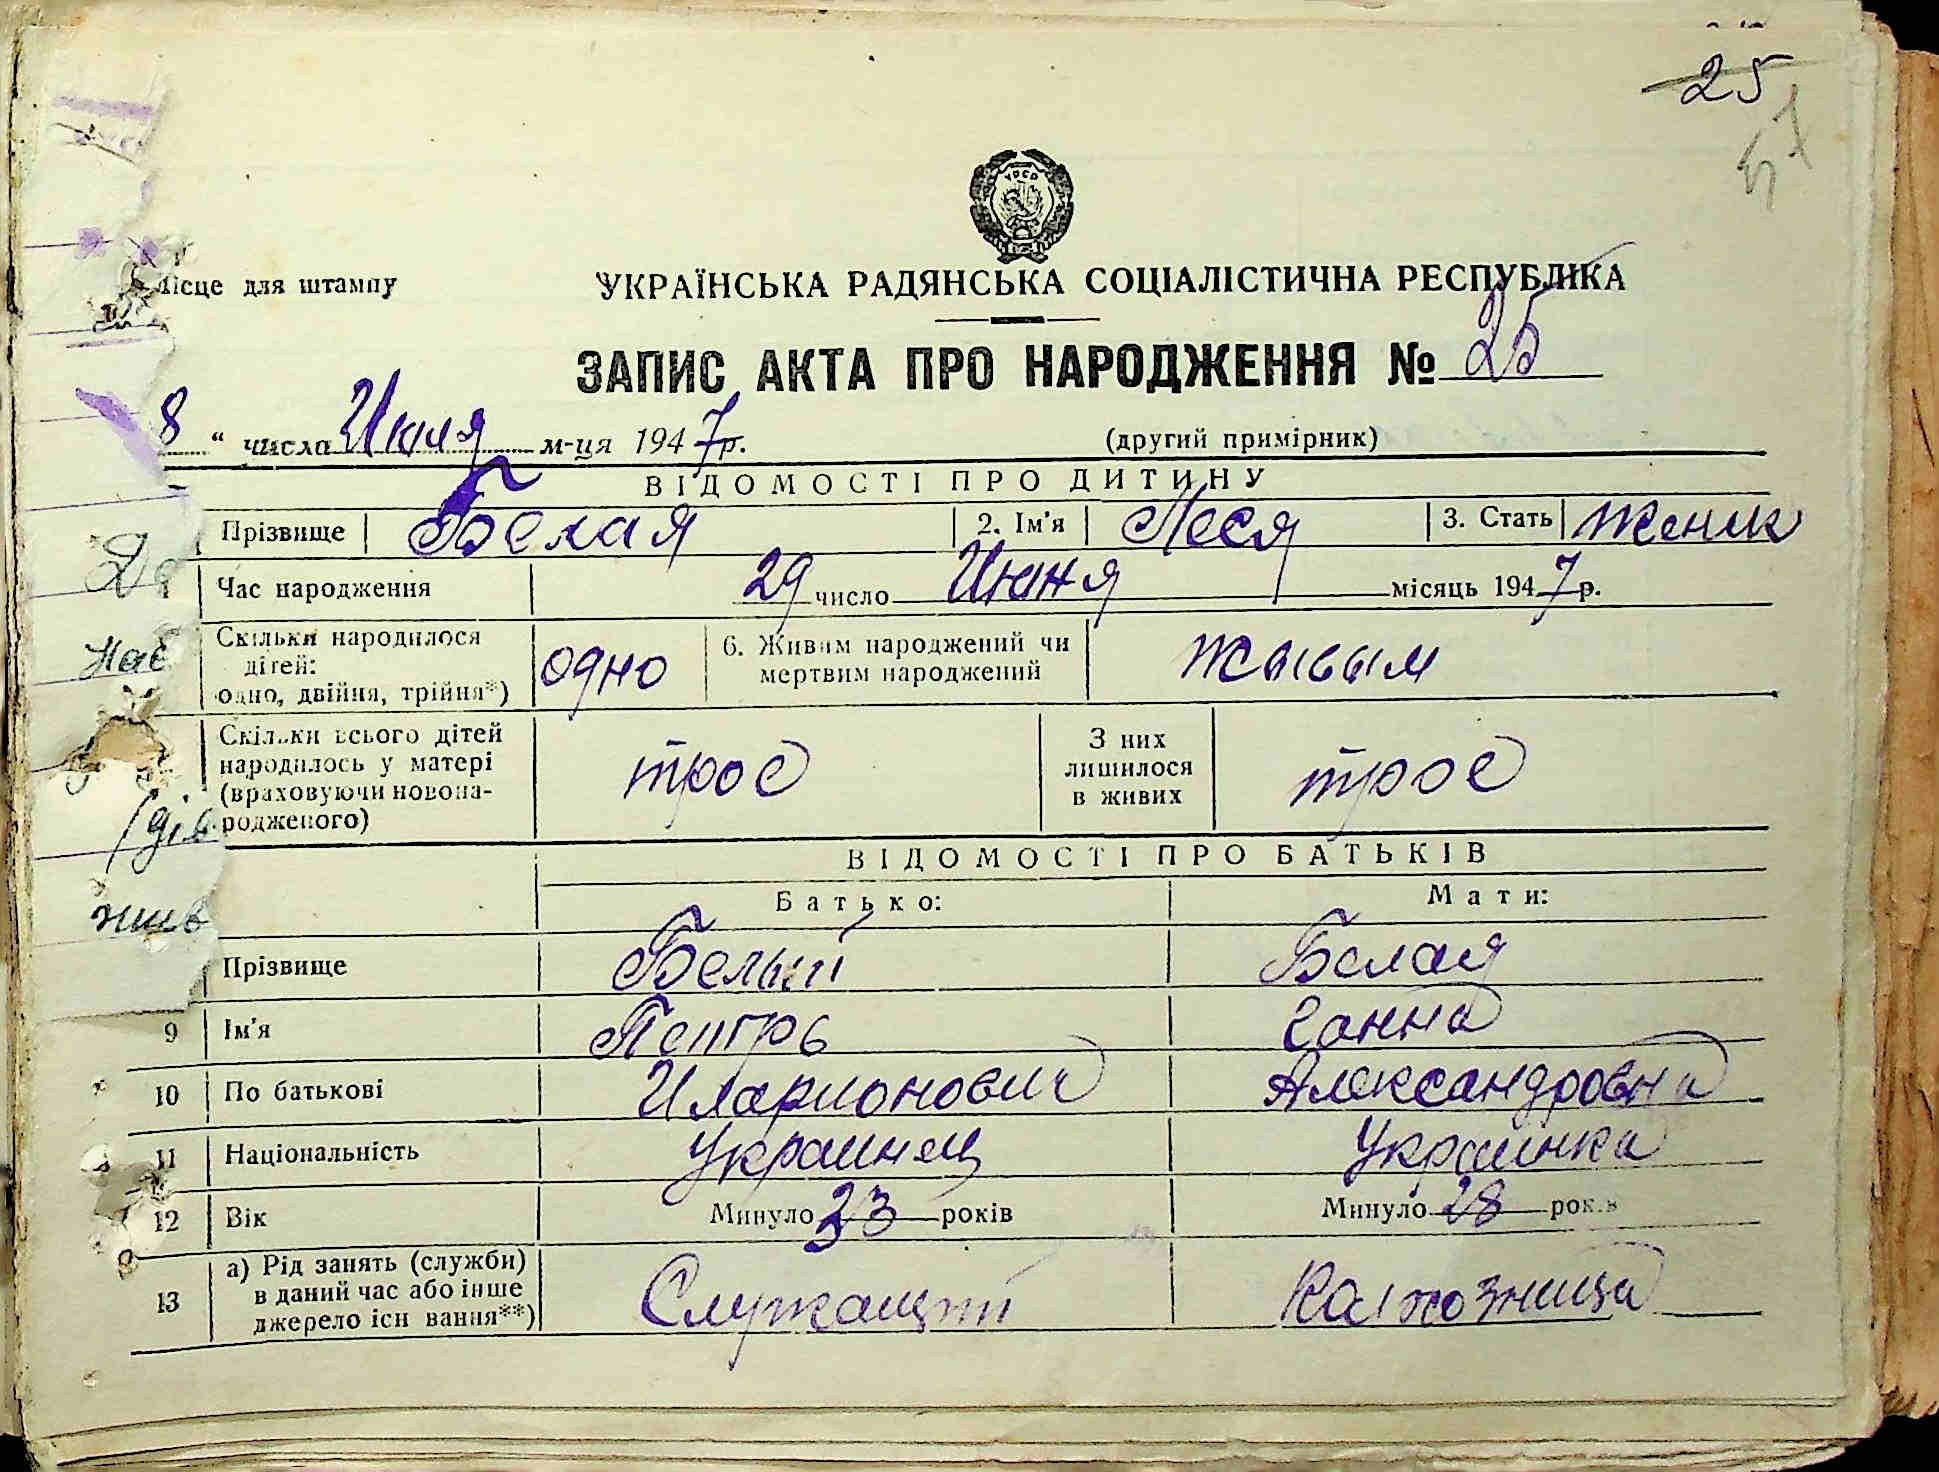 25
57
УРСР
Місце для штампу
УКРАЇНСЬКА РАДЯНСЬКА СОЦІАЛІСТИЧНА РЕСПУБЛІКА
ЗАПИС АКТА ПРО НАРОДЖЕННЯ № 25
8 " числа Июля м-ця 1947 р.
(другий примірник)
ВІДОМОСТІ ПРО ДИТИНУ
Прізвище Белая 2. Ім'я Леся 3. Стать Женск
Час народження 29 число Июня місяць 1947 р.
Скільки народилося дітей: одно, двійня, трійня*) одно 6. Живим народжений чи мертвим народжений Жывым
Скільки всього дітей народилось у матері (враховуючи новонародженого) трое З них лишилося в живих трое
ВІДОМОСТІ ПРО БАТЬКІВ
Батько: Мати:
Прізвище Белый Белая
9 Ім'я Петрь Ганна
10 По батькові Иларионович Александровна
11 Національність Украинец Украинка
12 Вік Минуло 33 років Минуло 28 років
13 а) Рід занять (служби) в даний час або інше джерело існ вання**) Служащий Колхозница